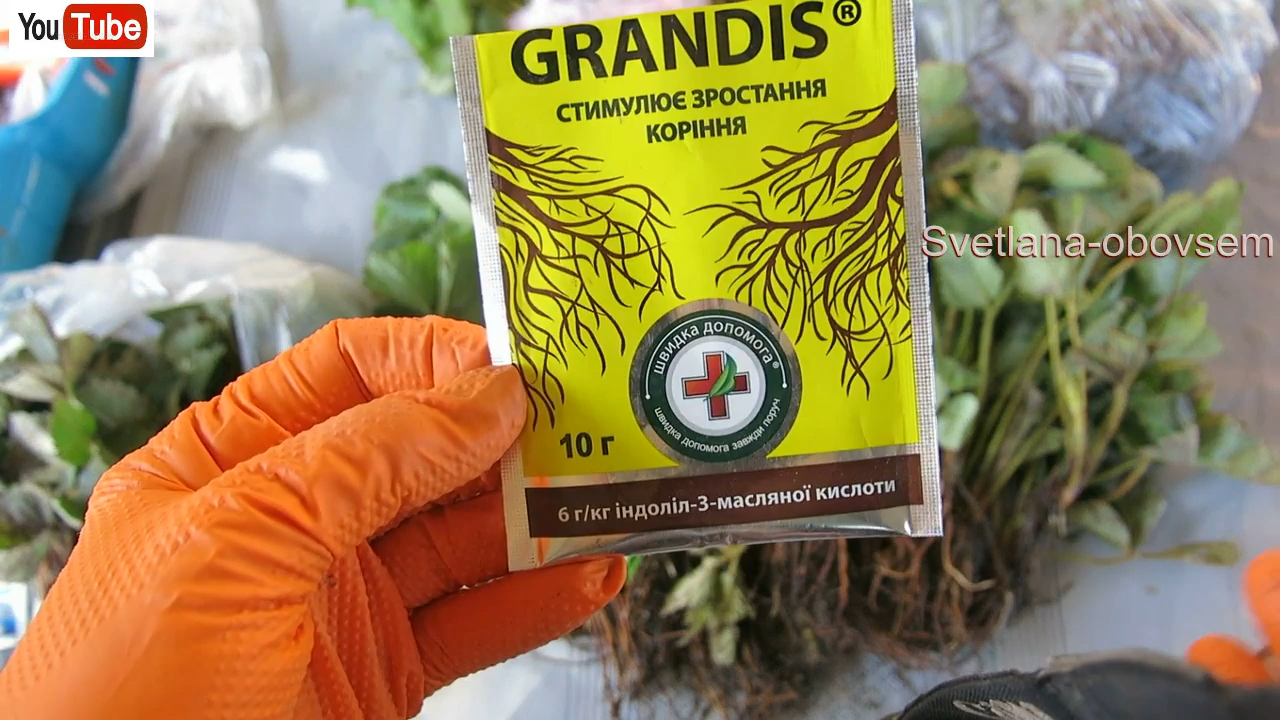 YouTube
GRANDIS®
СТИМУЛЮЄ ЗРОСТАННЯ
КОРІННЯ
Svetlana-obovsem
ШВИДКА ДОПОМОГА®
швидка допомога завжди поруч
10 г
6 г/кг індоліл-3-масляної кислоти